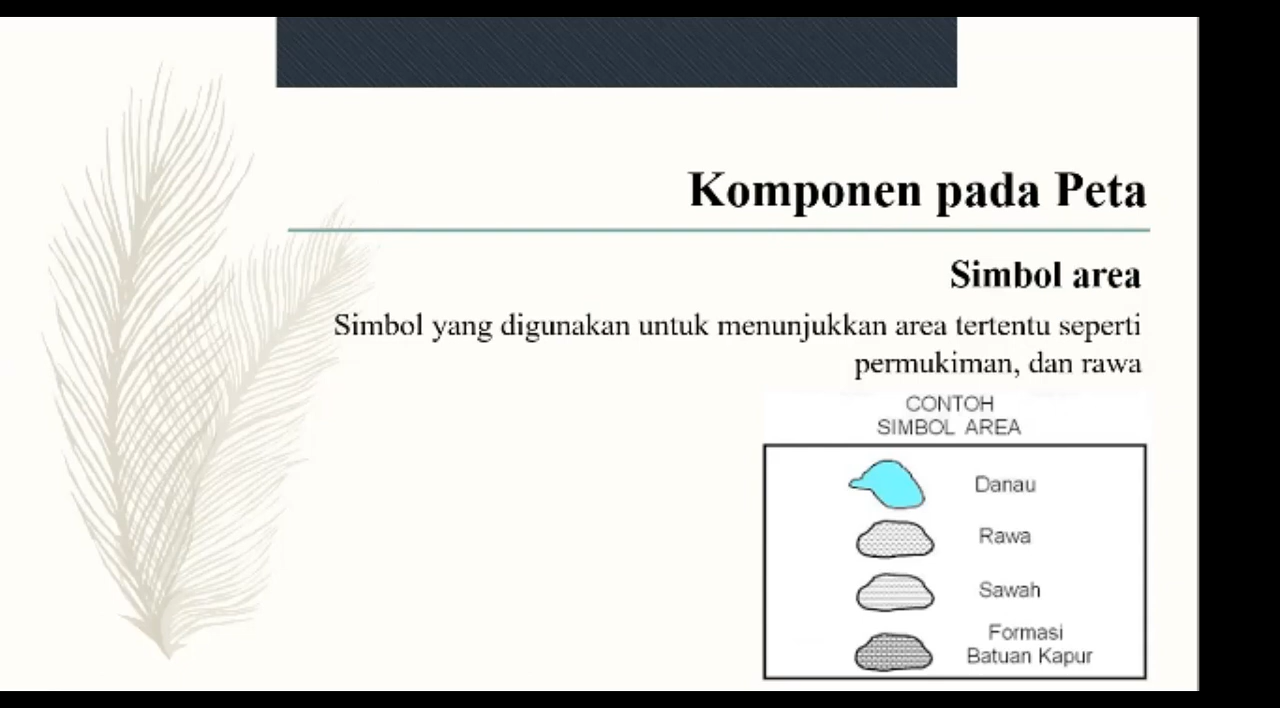 Komponen pada Peta
Simbol area
Simbol yang digunakan untuk menunjukkan area tertentu seperti
permukiman, dan rawa
CONTOH
SIMBOL AREA
Danau
Rawa
Sawah
Formasi
Batuan Kapur